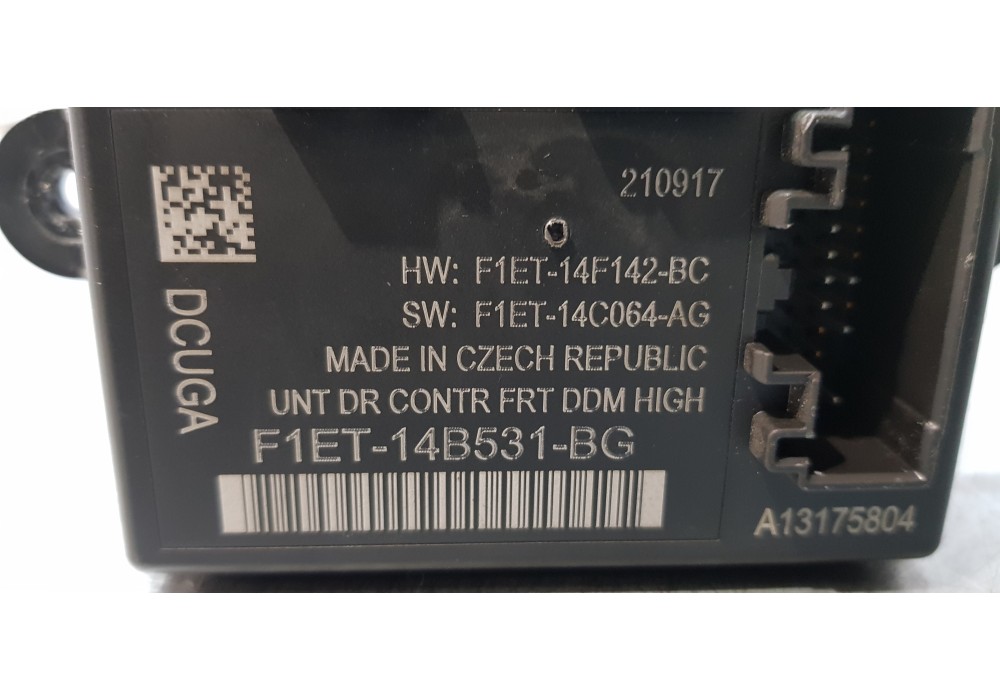 210917
HW: F1ET-14F142-BC
SW: F1ET-14C064-AG
MADE IN CZECH REPUBLIC
UNT DR CONTR FRT DDM HIGH
F1ET-14B531-BG
DCUGA
A13175804